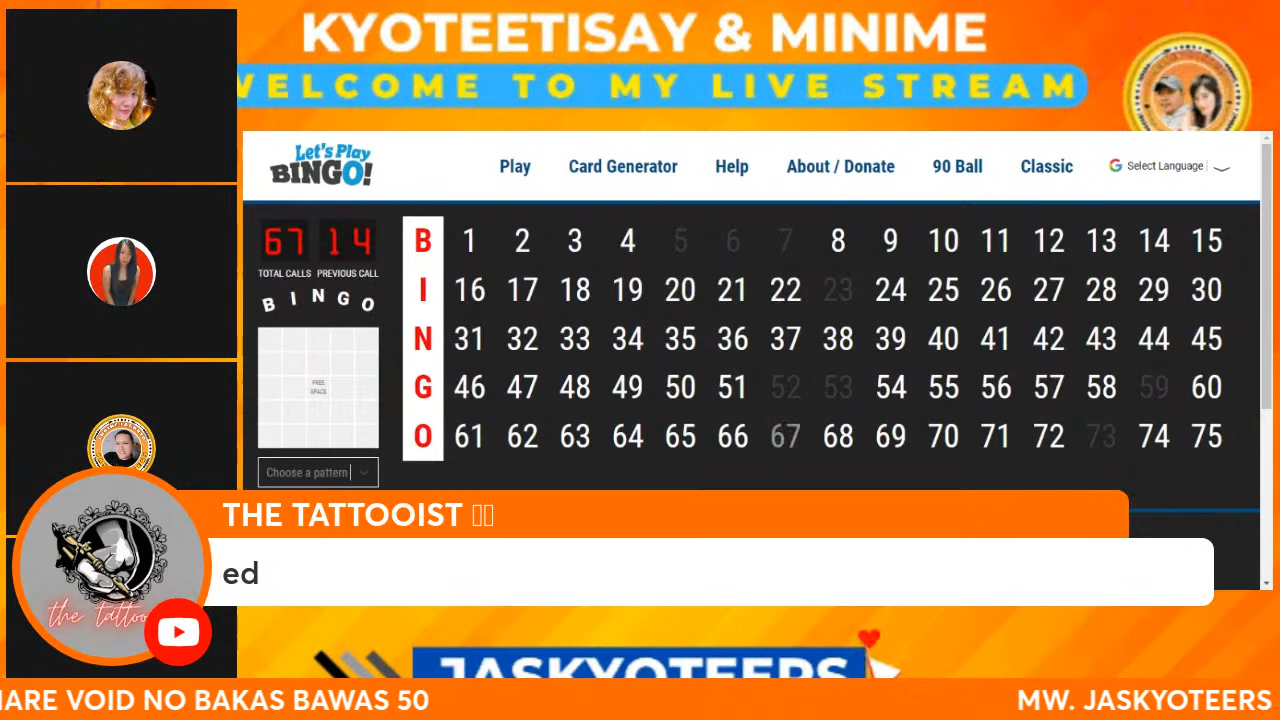 KYOTEETISAY & MINIME
WELCOME TO MY LIVE STREAM
Let's Play
BINGO!
Play Card Generator Help About / Donate 90 Ball Classic G Select Language
67 14
TOTAL CALLS PREVIOUS CALL
B I N G O
FREE
SPACE
Choose a pattern
B 1 2 3 4 5 6 7 8 9 10 11 12 13 14 15
I 16 17 18 19 20 21 22 23 24 25 26 27 28 29 30
N 31 32 33 34 35 36 37 38 39 40 41 42 43 44 45
G 46 47 48 49 50 51 52 53 54 55 56 57 58 59 60
O 61 62 63 64 65 66 67 68 69 70 71 72 73 74 75
THE TATTOOIST
ed
the tattoo
JASKYOTEERS
HARE VOID NO BAKAS BAWAS 50
MW. JASKYOTEERS